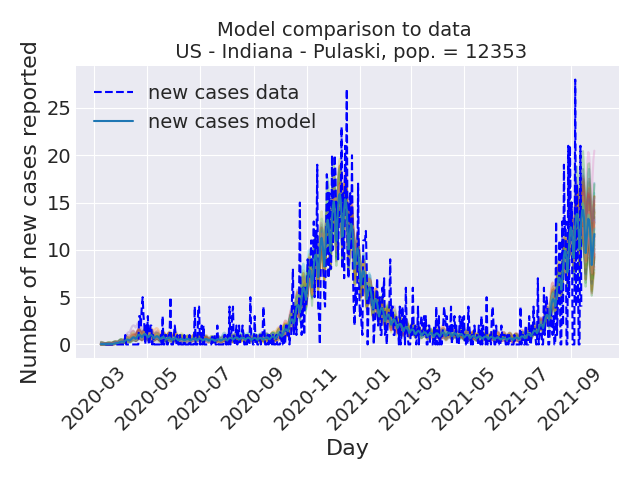 Model comparison to data
US - Indiana - Pulaski, pop. = 12353
Number of new cases reported
25
20
15
10
5
0
new cases data
new cases model
2020-03
2020-05
2020-07
2020-09
2020-11
2021-01
2021-03
2021-05
2021-07
2021-09
Day